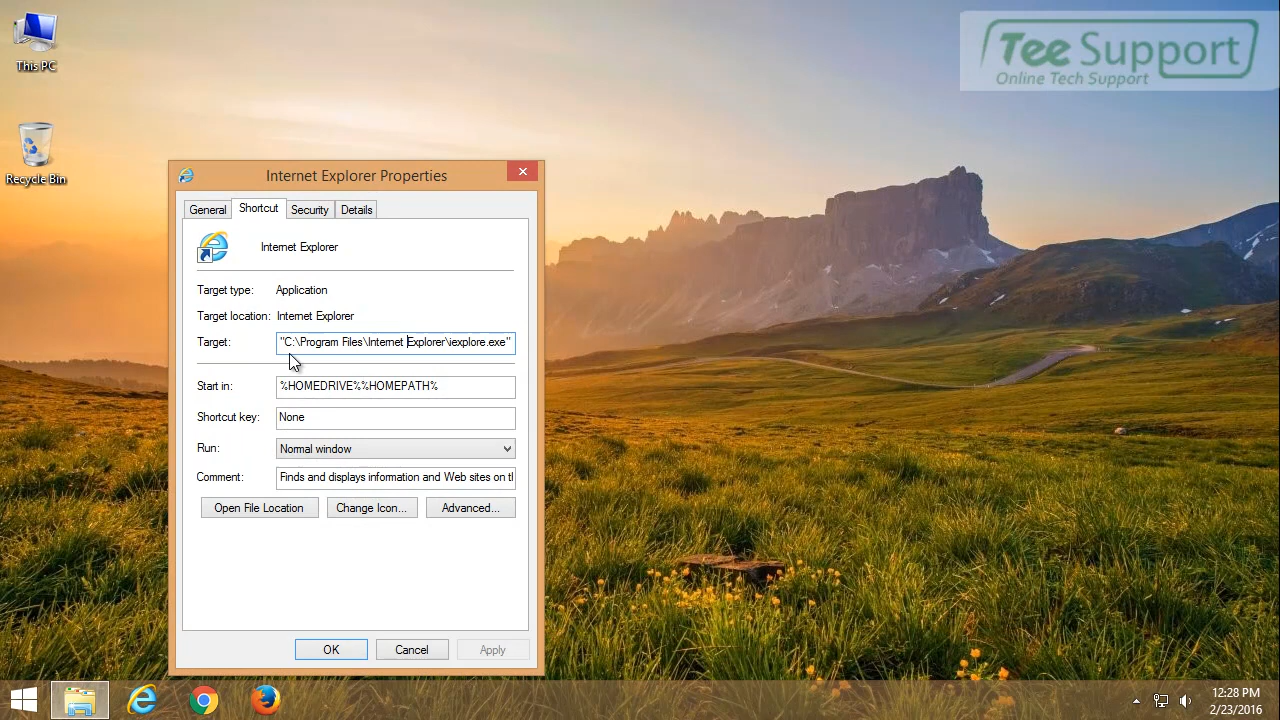 Tee Support
Online Tech Support
This PC
Recycle Bin
Internet Explorer Properties
General Shortcut Security Details
Internet Explorer
Target type: Application
Target location: Internet Explorer
Target: "C:\Program Files\Internet Explorer\iexplore.exe"
Start in: %HOMEDRIVE%%HOMEPATH%
Shortcut key: None
Run: Normal window
Comment: Finds and displays information and Web sites on
Open File Location Change Icon... Advanced...
OK Cancel Apply
12:28 PM
2/23/2016